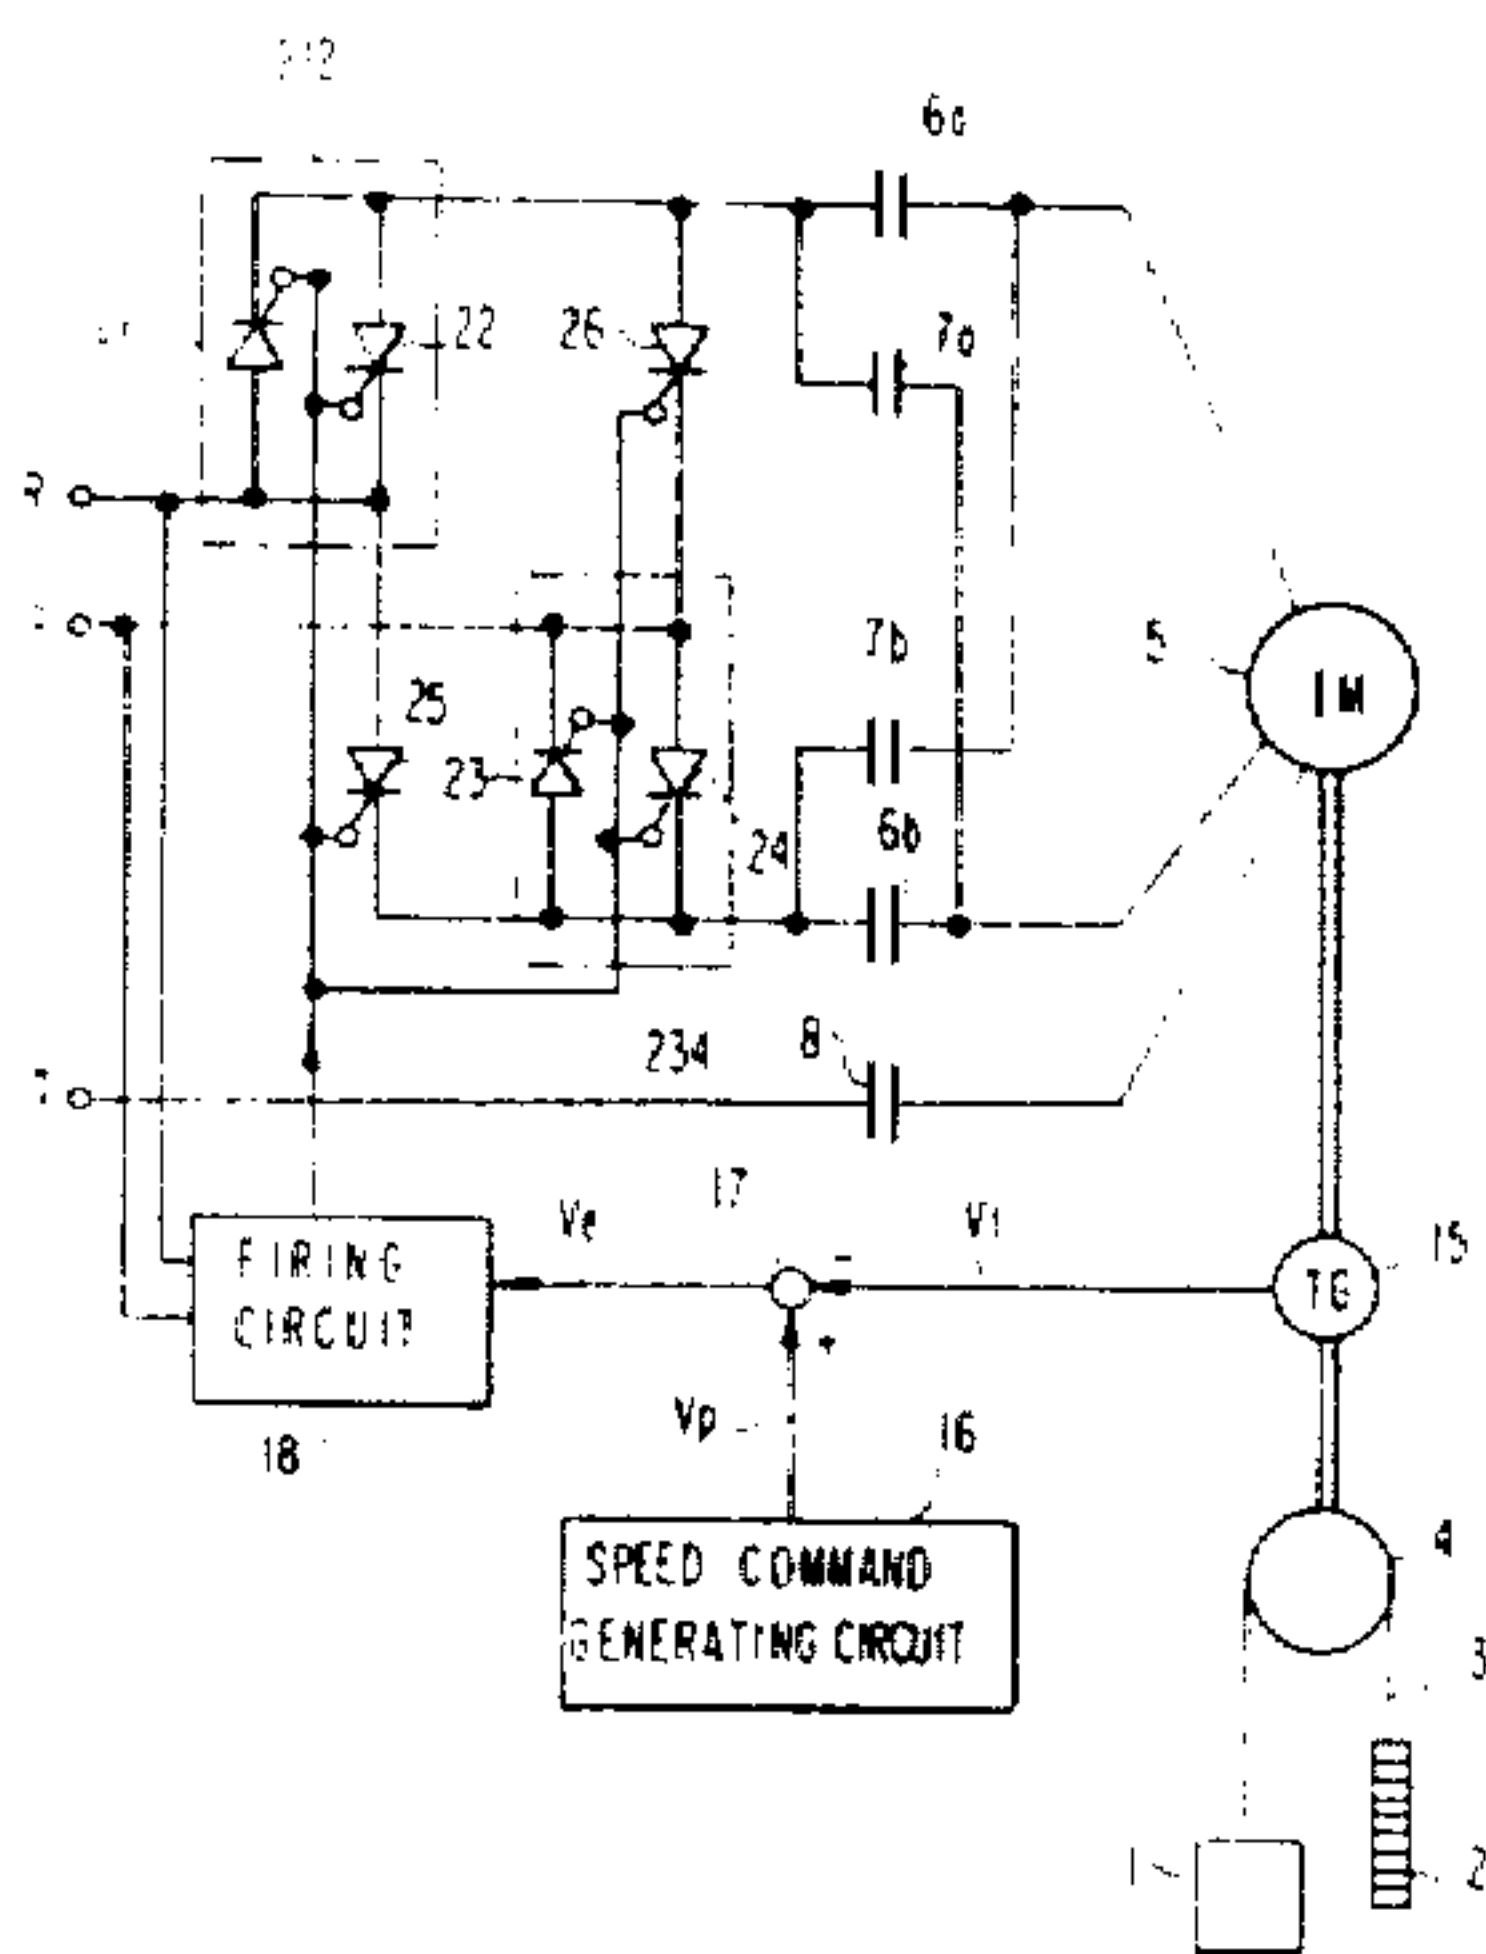 6a
22
26
7a
7b
5
IM
25
23
24
6b
234
8
17
Ve
V1
15
TG
FIRING
CIRCUIT
18
Vp
16
SPEED COMMAND
GENERATING CIRCUIT
4
3
1
2